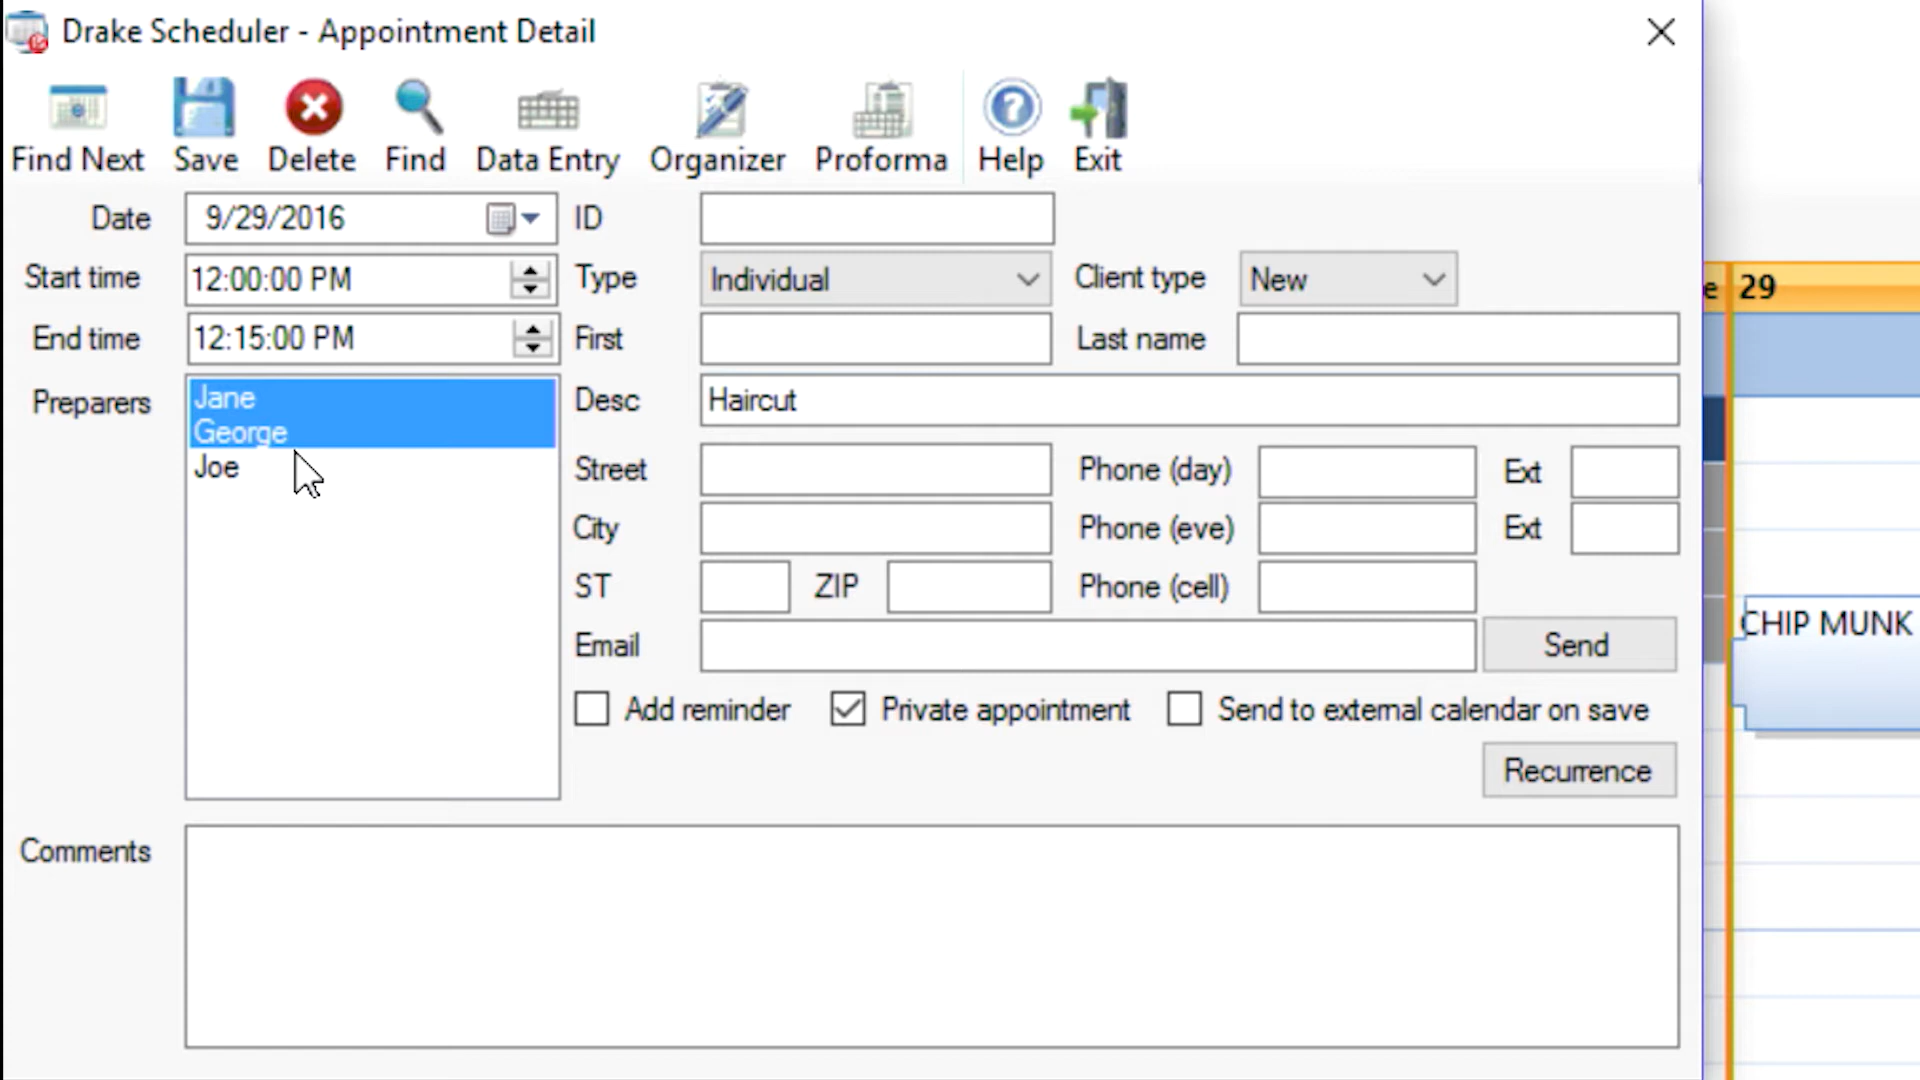 Drake Scheduler - Appointment Detail
Find Next Save Delete Find Data Entry Organizer Proforma Help Exit
Date 9/29/2016 ID
Start time 12:00:00 PM Type Individual Client type New
End time 12:15:00 PM First Last name
Preparers Jane Desc Haircut
George
Joe Street Phone (day) Ext
City Phone (eve) Ext
ST ZIP Phone (cell)
Email Send
Add reminder Private appointment Send to external calendar on save
Recurrence
Comments
e 29
CHIP MUNK